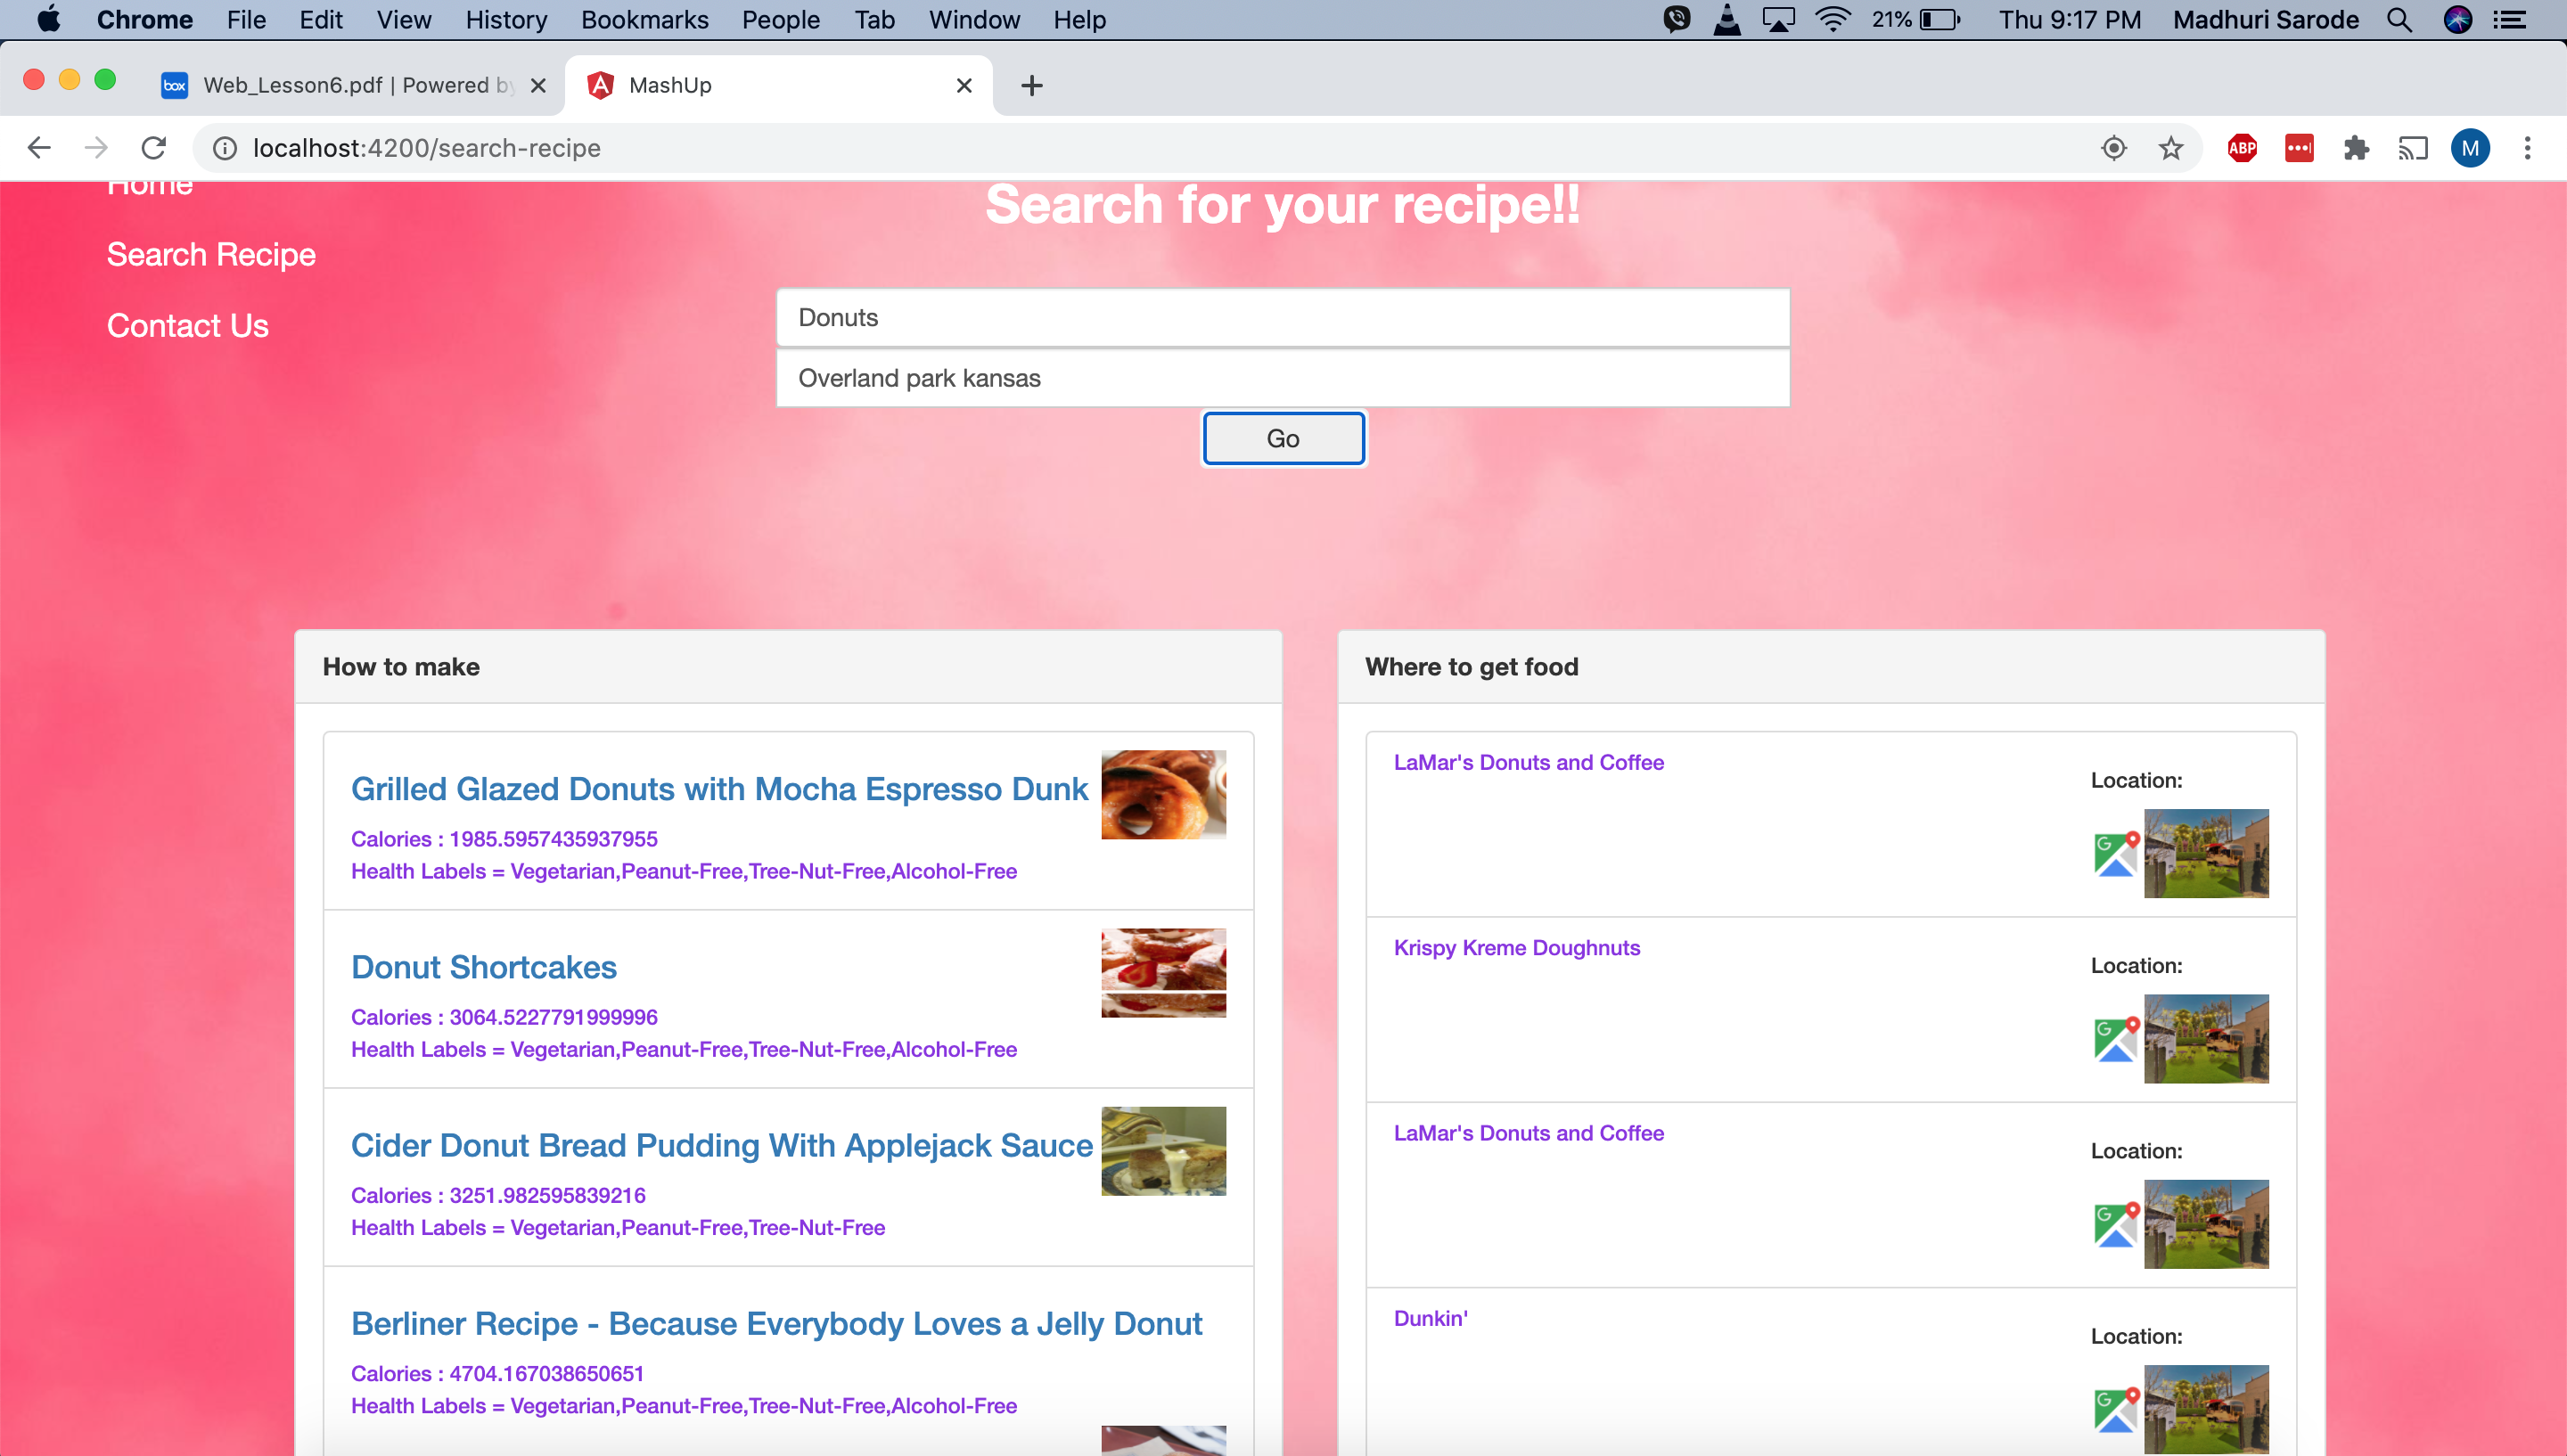 Chrome File Edit View History Bookmarks People Tab Window Help 21% Thu 9:17 PM Madhuri Sarode
box Web_Lesson6.pdf | Powered by MashUp
localhost:4200/search-recipe ABP M
Home
Search for your recipe!!
Search Recipe
Contact Us
Donuts
Overland park kansas
Go
How to make
Grilled Glazed Donuts with Mocha Espresso Dunk
Calories : 1985.5957435937955
Health Labels = Vegetarian,Peanut-Free,Tree-Nut-Free,Alcohol-Free
Donut Shortcakes
Calories : 3064.5227791999996
Health Labels = Vegetarian,Peanut-Free,Tree-Nut-Free,Alcohol-Free
Cider Donut Bread Pudding With Applejack Sauce
Calories : 3251.982595839216
Health Labels = Vegetarian,Peanut-Free,Tree-Nut-Free
Berliner Recipe - Because Everybody Loves a Jelly Donut
Calories : 4704.167038650651
Health Labels = Vegetarian,Peanut-Free,Tree-Nut-Free,Alcohol-Free
Where to get food
LaMar's Donuts and Coffee
Location:
G
Krispy Kreme Doughnuts
Location:
G
LaMar's Donuts and Coffee
Location:
G
Dunkin'
Location:
G